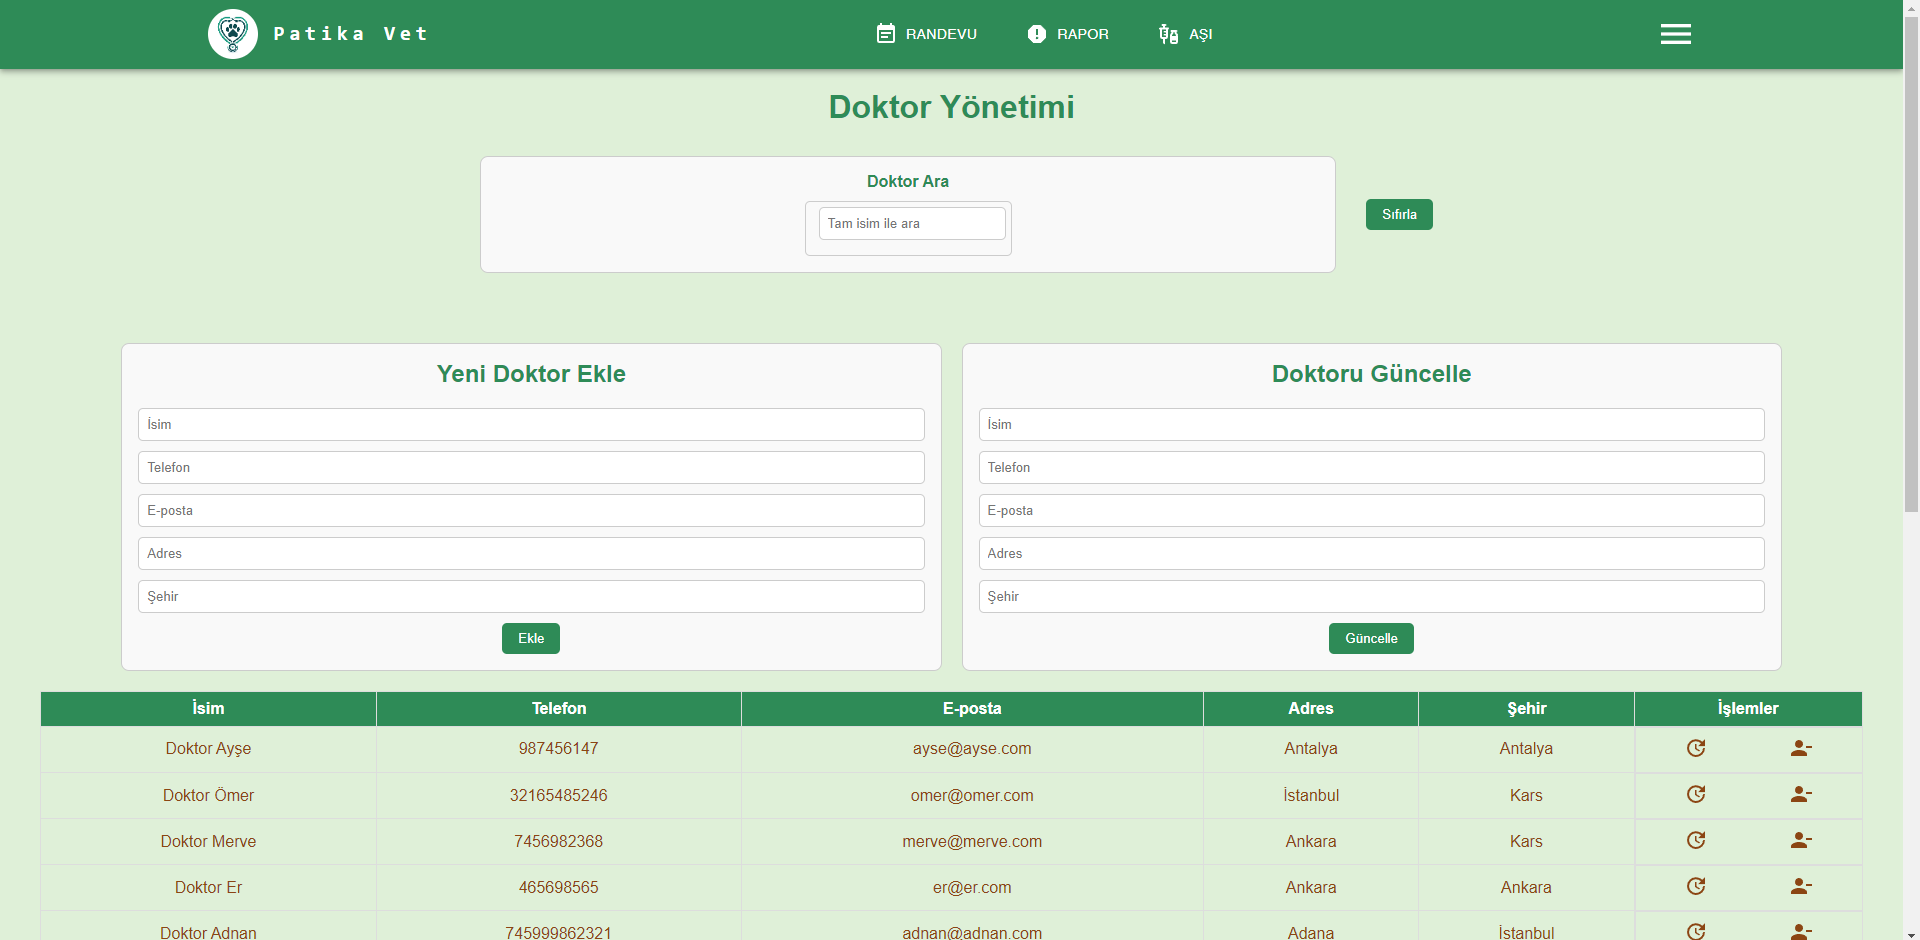 Patika Vet
RANDEVU
RAPOR
AŞI
Doktor Yönetimi
Doktor Ara
Tam isim ile ara
Sıfırla
Yeni Doktor Ekle
İsim
Telefon
E-posta
Adres
Şehir
Ekle
Doktoru Güncelle
İsim
Telefon
E-posta
Adres
Şehir
Güncelle
İsim Telefon E-posta Adres Şehir İşlemler
Doktor Ayşe 987456147 ayse@ayse.com Antalya Antalya
Doktor Ömer 32165485246 omer@omer.com İstanbul Kars
Doktor Merve 7456982368 merve@merve.com Ankara Kars
Doktor Er 465698565 er@er.com Ankara Ankara
Doktor Adnan 745999862321 adnan@adnan.com Adana İstanbul